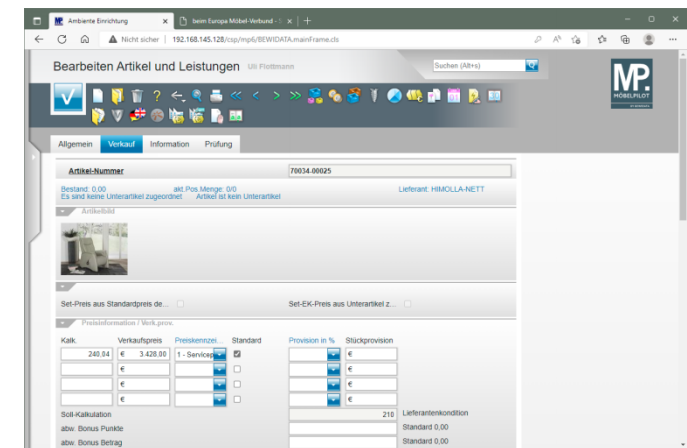 Ambiente Einrichtung
beim Europa Möbel-Verbund - S
Nicht sicher | 192.168.145.128/csp/mp6/BEWIDATA.mainFrame.cls
Bearbeiten Artikel und Leistungen Uli Flottmann
Suchen (Alt+s)
MP.
MÖBELPILOT
Allgemein Verkauf Information Prüfung
Artikel-Nummer 70034-00025
Bestand: 0,00 akt.Pos.Menge: 0/0 Lieferant: HIMOLLA-NETT
Es sind keine Unterartikel zugeordnet Artikel ist kein Unterartikel
Artikelbild
Set-Preis aus Standardpreis de... Set-EK-Preis aus Unterartikel z...
Preisinformation / Verk.prov.
Kalk. Verkaufspreis Preiskennzei... Standard Provision in % Stückprovision
240,04 € 3.428,00 1 - Servicep €
€ €
€ €
€ €
Soll-Kalkulation 210 Lieferantenkondition
abw. Bonus Punkte Standard 0,00
abw. Bonus Betrag Standard 0,00